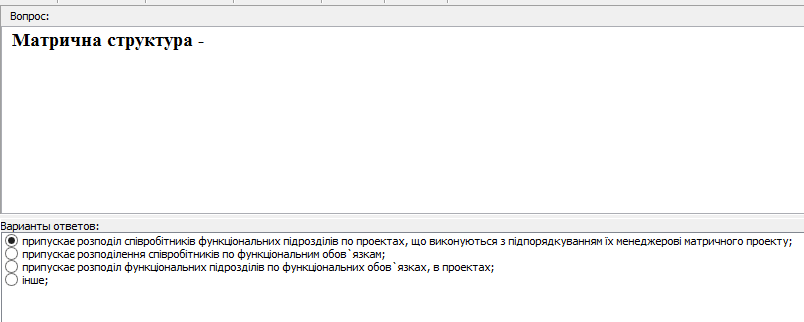 Вопрос:
Матрична структура -
Варианты ответов:
припускає розподіл співробітників функціональних підрозділів по проектах, що виконуються з підпорядкуванням їх менеджерові матричного проекту;
припускає розподілення співробітників по функціональним обов`язкам;
припускає розподіл функціональних підрозділів по функціональних обов`язках, в проектах;
інше;